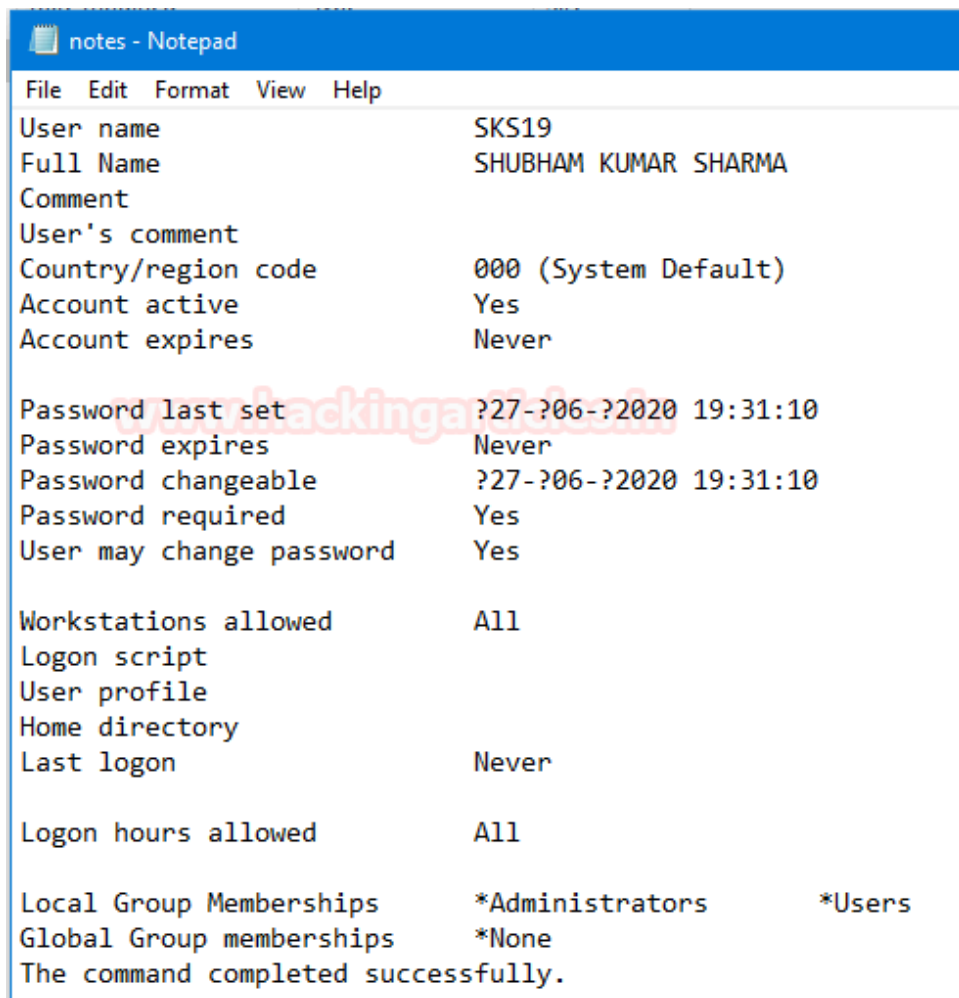 notes - Notepad
File Edit Format View Help
User name SKS19
Full Name SHUBHAM KUMAR SHARMA
Comment
User's comment
Country/region code 000 (System Default)
Account active Yes
Account expires Never
www.hackingarticles.in
Password last set ?27-?06-?2020 19:31:10
Password expires Never
Password changeable ?27-?06-?2020 19:31:10
Password required Yes
User may change password Yes
Workstations allowed All
Logon script
User profile
Home directory
Last logon Never
Logon hours allowed All
Local Group Memberships *Administrators *Users
Global Group memberships *None
The command completed successfully.